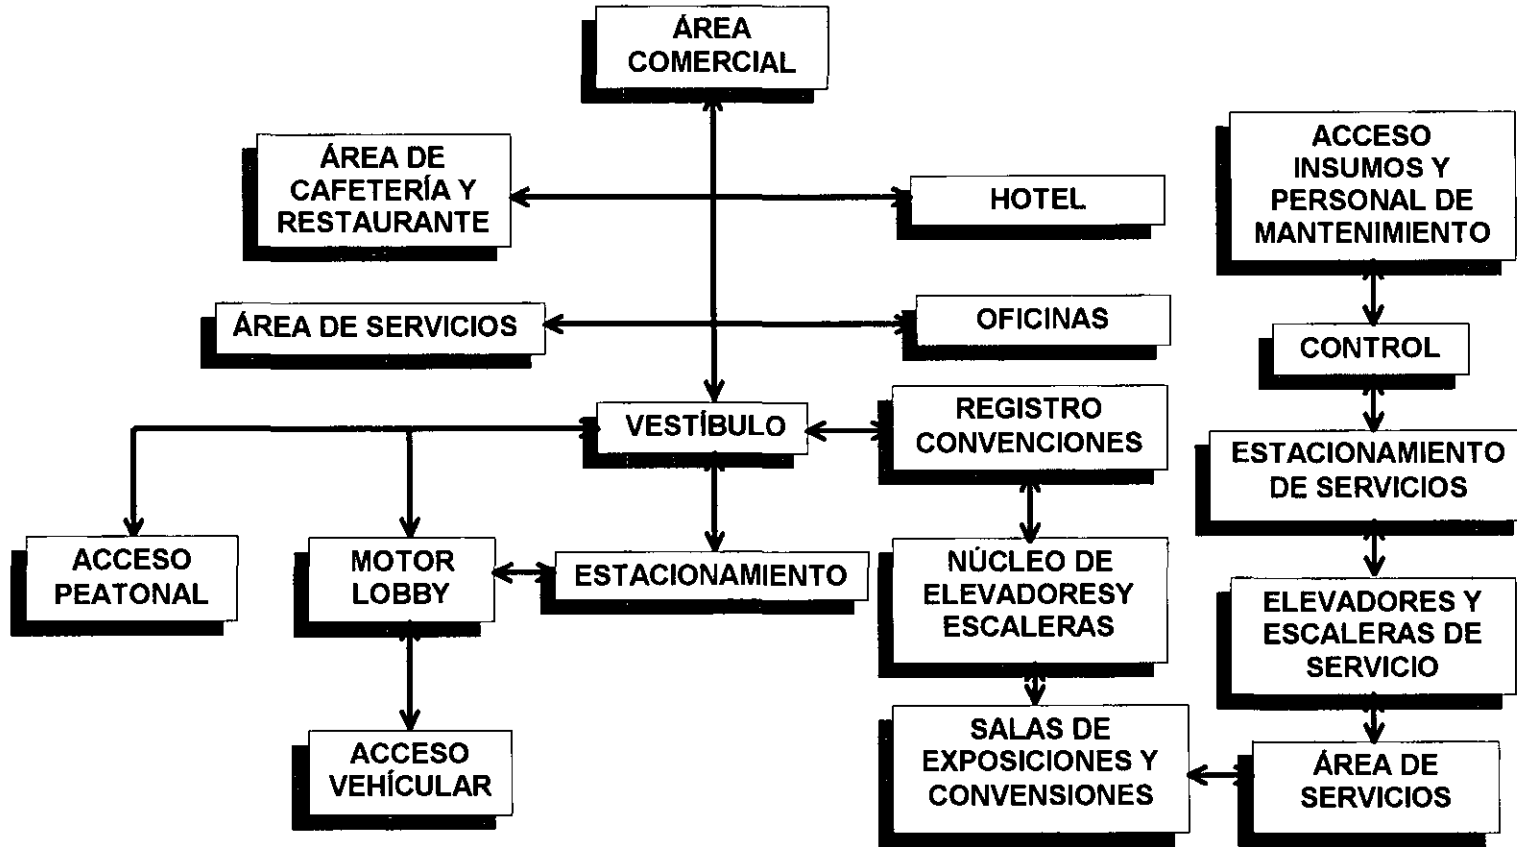 ÁREA
COMERCIAL
ÁREA DE
CAFETERÍA Y
RESTAURANTE
HOTEL
ACCESO
INSUMOS Y
PERSONAL DE
MANTENIMIENTO
ÁREA DE SERVICIOS
OFICINAS
CONTROL
VESTÍBULO
REGISTRO
CONVENCIONES
ESTACIONAMIENTO
DE SERVICIOS
ACCESO
PEATONAL
MOTOR
LOBBY
ESTACIONAMIENTO
NÚCLEO DE
ELEVADORESY
ESCALERAS
ELEVADORES Y
ESCALERAS DE
SERVICIO
ACCESO
VEHÍCULAR
SALAS DE
EXPOSICIONES Y
CONVENSIONES
ÁREA DE
SERVICIOS